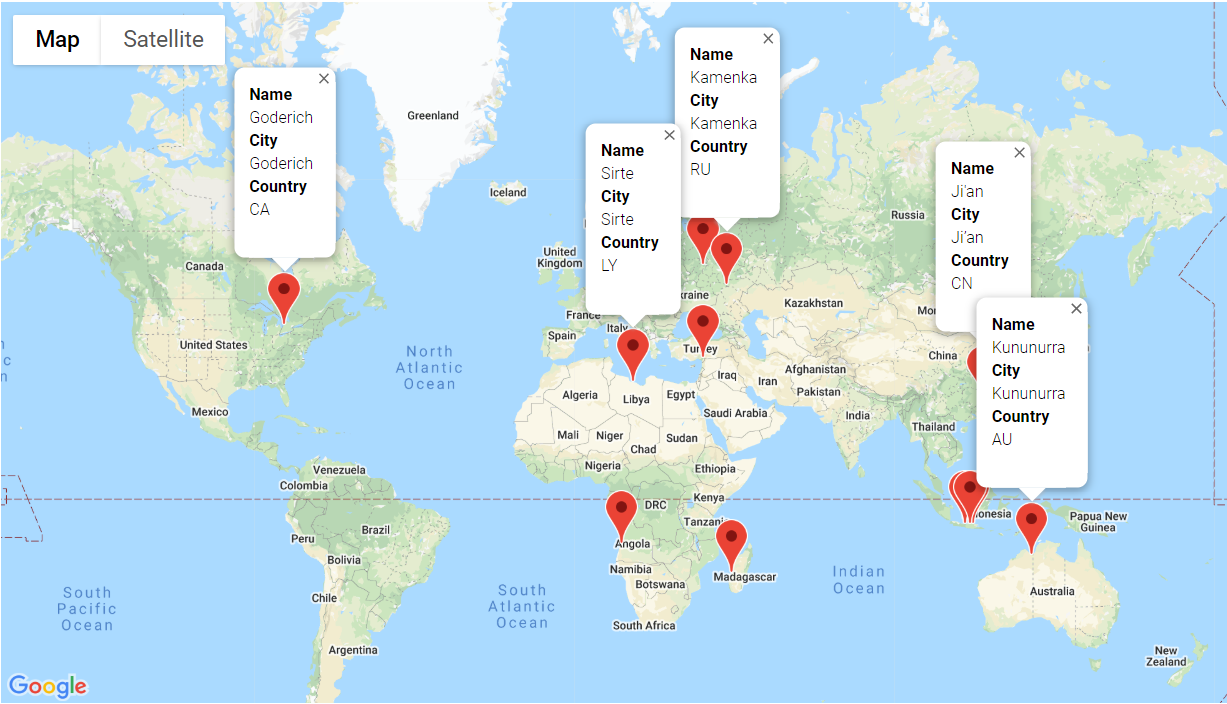 Map
Satellite
Name
Goderich
City
Goderich
Country
CA
Name
Kamenka
City
Kamenka
Country
RU
Name
Sirte
City
Sirte
Country
LY
Name
Ji'an
City
Ji'an
Country
CN
Name
Kununurra
City
Kununurra
Country
AU
Greenland
Iceland
Canada
United
Kingdom
Russia
kraine
Kazakhstan
France
Italy
Spain
Turkey
United States
North
Atlantic
Ocean
China
Afghanistan
Iraq
Iran
Pakistan
Algeria
Libya
Egypt
Mexico
Saudi Arabia
India
Thailand
Mali
Niger
Chad
Sudan
Nigeria
Ethiopia
Venezuela
Colombia
Kenya
DRC
onesia
Papua New
Guinea
Tanzani
Brazil
Peru
Angola
Bolivia
Namibia
Madagascar
Botswana
Indian
Ocean
Australia
South
Pacific
Ocean
Chile
South
Atlantic
Ocean
South Africa
Argentina
New
Zealand
Google